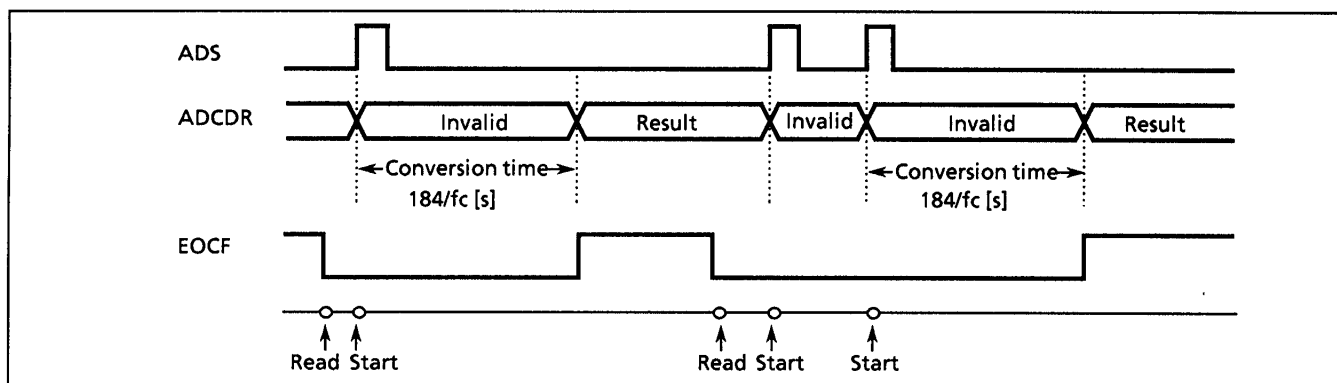 ADS
ADCDR Invalid Result Invalid Invalid Result
Conversion time Conversion time
184/fc [s] 184/fc [s]
EOCF
Read Start Read Start Start